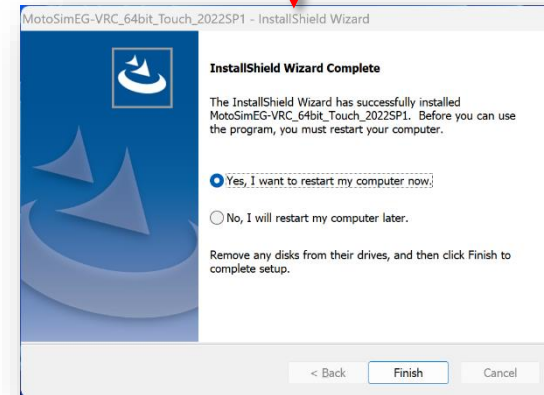 MotoSimEG-VRC_64bit_Touch_2022SP1 - InstallShield Wizard
InstallShield Wizard Complete
The InstallShield Wizard has successfully installed
MotoSimEG-VRC_64bit_Touch_2022SP1. Before you can use
the program, you must restart your computer.
Yes, I want to restart my computer now.
No, I will restart my computer later.
Remove any disks from their drives, and then click Finish to
complete setup.
< Back
Finish
Cancel